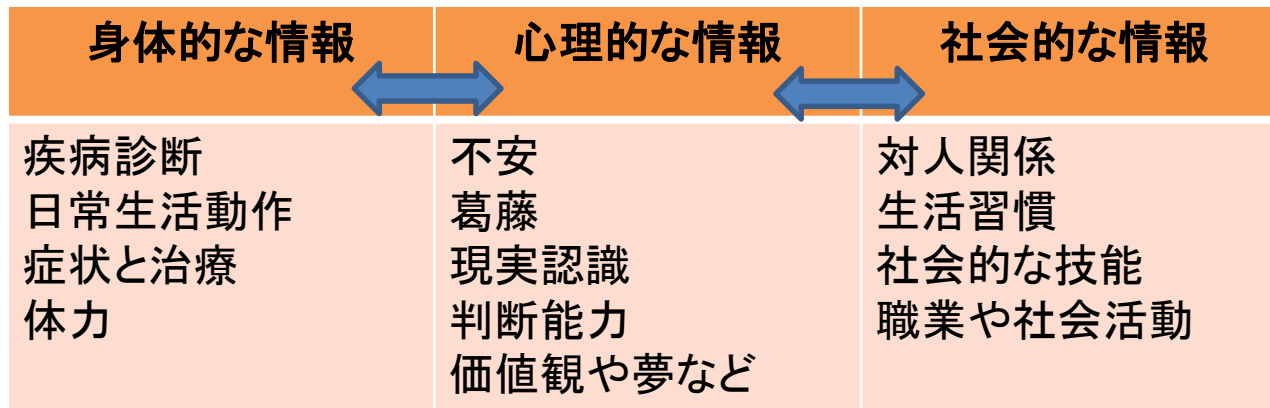 身体的な情報
心理的な情報
社会的な情報
疾病診断
日常生活動作
症状と治療
体力
不安
葛藤
現実認識
判断能力
価値観や夢など
対人関係
生活習慣
社会的な技能
職業や社会活動